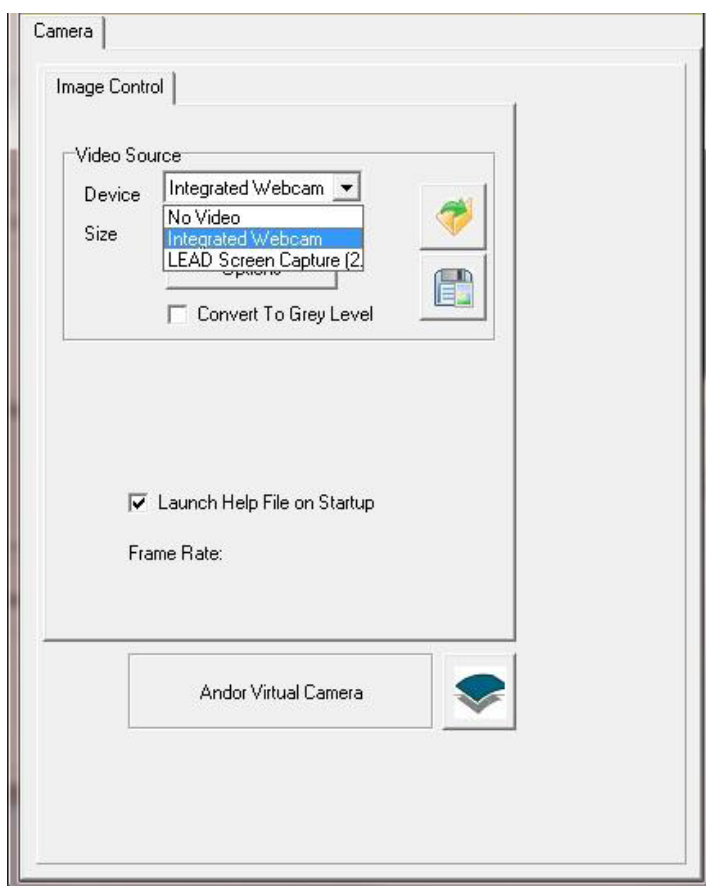 Camera
Image Control
Video Source
Device
Integrated Webcam
No Video
Size
Integrated Webcam
LEAD Screen Capture (2.
Options
Convert To Grey Level
Launch Help File on Startup
Frame Rate:
Andor Virtual Camera